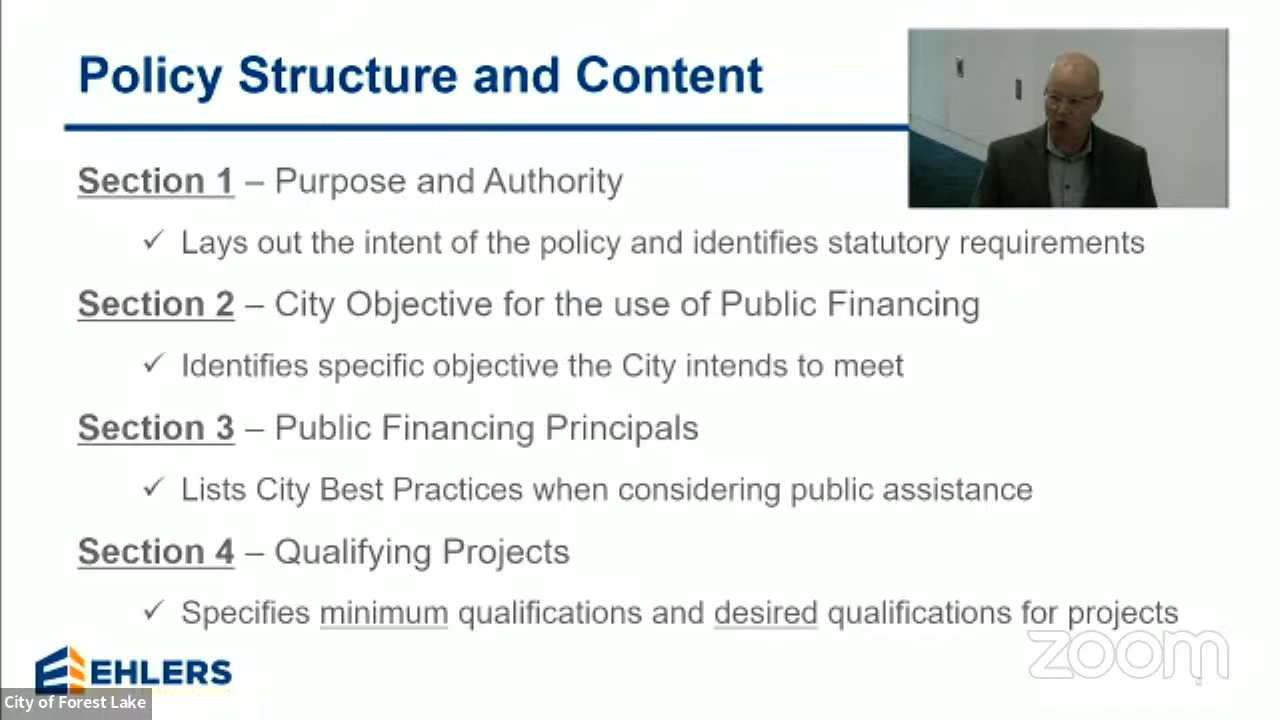 Policy Structure and Content
Section 1 – Purpose and Authority
✓ Lays out the intent of the policy and identifies statutory requirements
Section 2 – City Objective for the use of Public Financing
✓ Identifies specific objective the City intends to meet
Section 3 – Public Financing Principals
✓ Lists City Best Practices when considering public assistance
Section 4 – Qualifying Projects
✓ Specifies minimum qualifications and desired qualifications for projects
zoom
EHLERS
City of Forest Lake